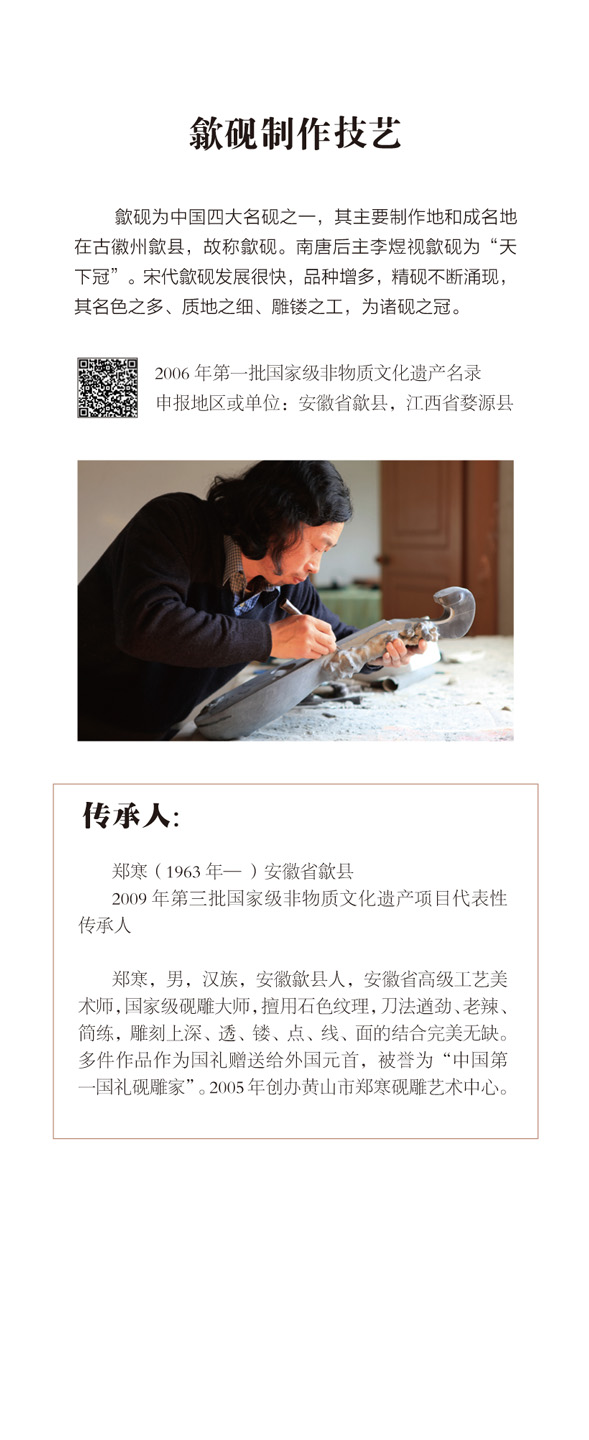 歙砚制作技艺
歙砚为中国四大名砚之一，其主要制作地和成名地
在古徽州歙县，故称歙砚。南唐后主李煜视歙砚为“天
下冠”。宋代歙砚发展很快，品种增多，精砚不断涌现，
其名色之多、质地之细、雕镂之工，为诸砚之冠。
2006 年第一批国家级非物质文化遗产名录
申报地区或单位：安徽省歙县，江西省婺源县
传承人：
郑寒（1963 年— ）安徽省歙县
2009 年第三批国家级非物质文化遗产项目代表性
传承人
郑寒，男，汉族，安徽歙县人，安徽省高级工艺美
术师，国家级砚雕大师，擅用石色纹理，刀法遒劲、老辣、
简练，雕刻上深、透、镂、点、线、面的结合完美无缺。
多件作品作为国礼赠送给外国元首，被誉为“中国第
一国礼砚雕家”。2005 年创办黄山市郑寒砚雕艺术中心。